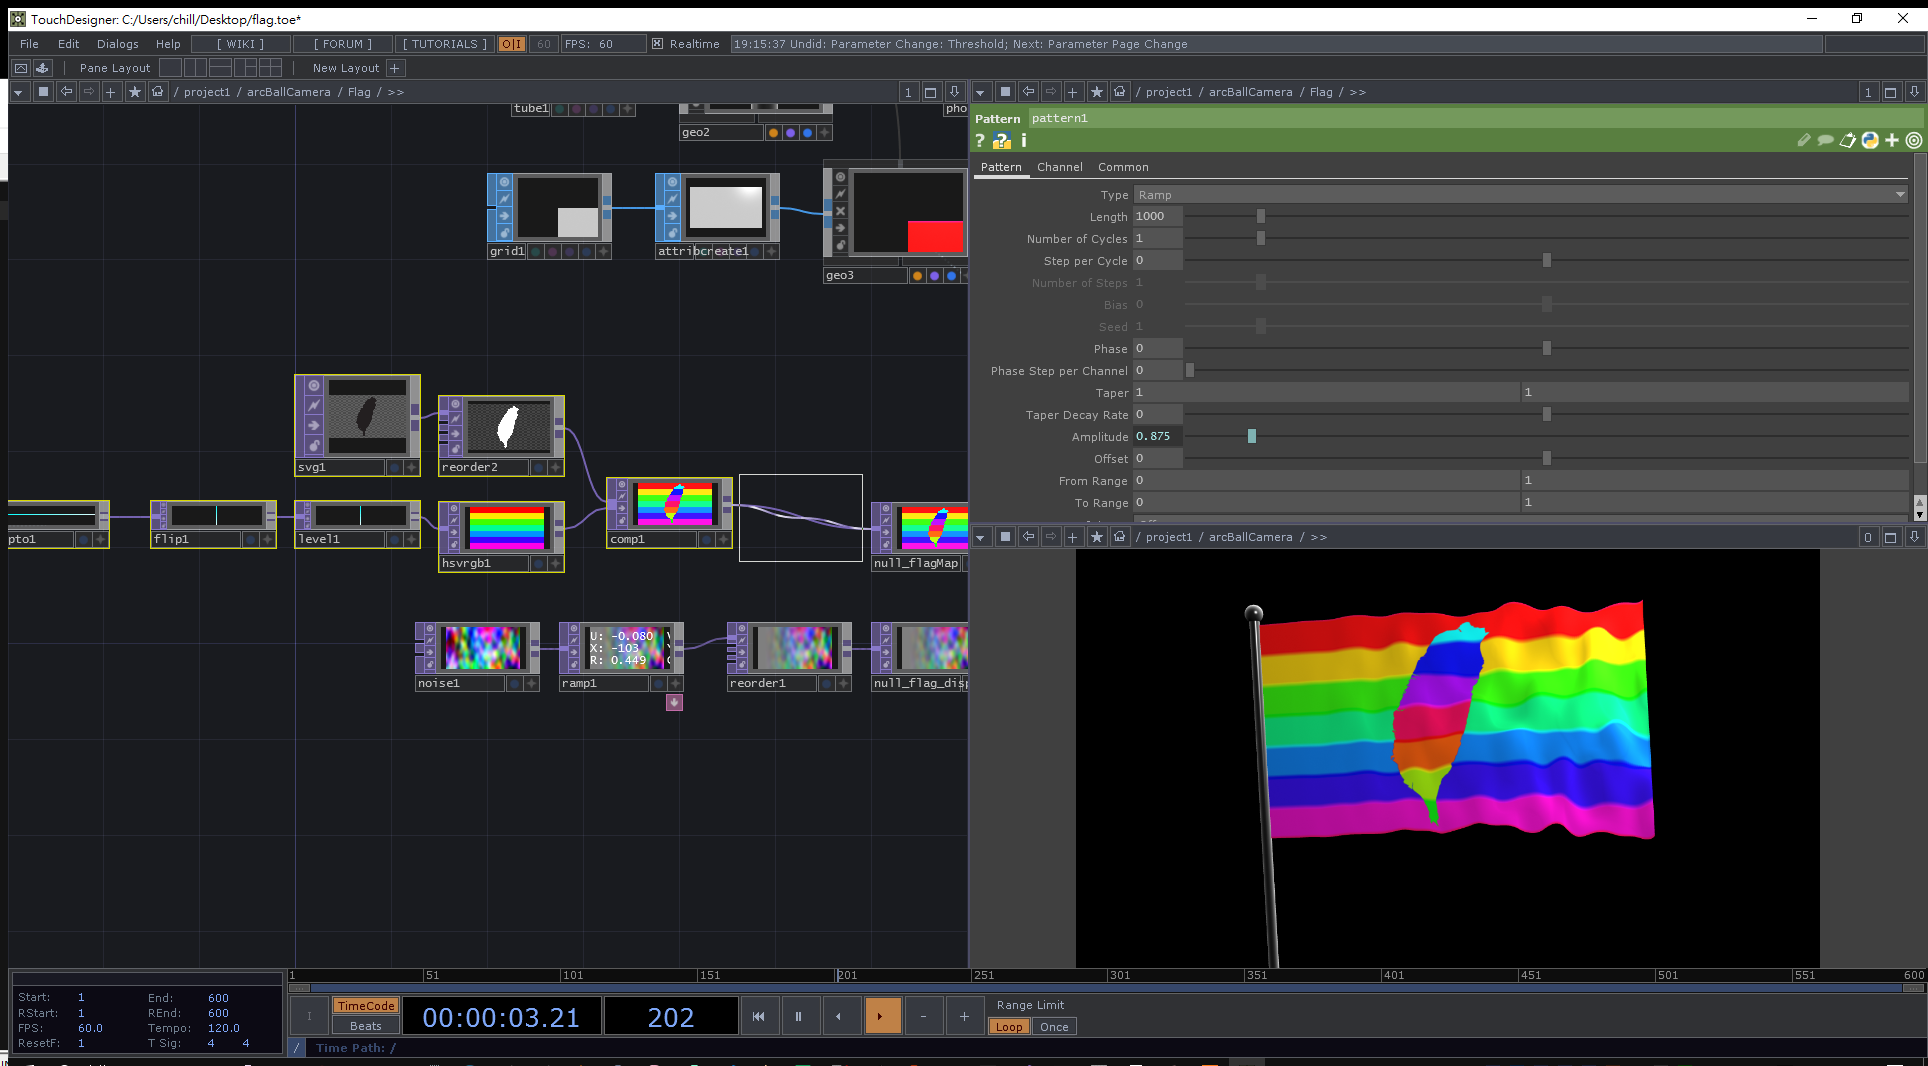 TouchDesigner: C:/Users/chill/Desktop/flag.toe*
File Edit Dialogs Help [ WIKI ] [ FORUM ] [ TUTORIALS ] O|I 60 FPS: 60 Realtime 19:15:37 Undid: Parameter Change: Threshold; Next: Parameter Page Change
Pane Layout New Layout +
/ project1 / arcBallCamera / Flag / >> 1
tube1
geo2
pho
grid1
attribcreate1
geo3
svg1
reorder2
pto1
flip1
level1
hsvrgb1
comp1
null_flagMap
U: -0.080
X: -103
R: 0.449
noise1
ramp1
reorder1
null_flag_disp
/ project1 / arcBallCamera / Flag / >> 1
Pattern pattern1
Pattern Channel Common
Type Ramp
Length 1000
Number of Cycles 1
Step per Cycle 0
Number of Steps 1
Bias 0
Seed 1
Phase 0
Phase Step per Channel 0
Taper 1 1
Taper Decay Rate 0
Amplitude 0.875
Offset 0
From Range 0 1
To Range 0 1
/ project1 / arcBallCamera / >> 0
1 51 101 151 201 251 301 351 401 451 501 551 600
Start: 1 End: 600
RStart: 1 REnd: 600
FPS: 60.0 Tempo: 120.0
ResetF: 1 T Sig: 4 4
TimeCode
Beats
00:00:03.21
202
Range Limit
Loop Once
/ Time Path: /